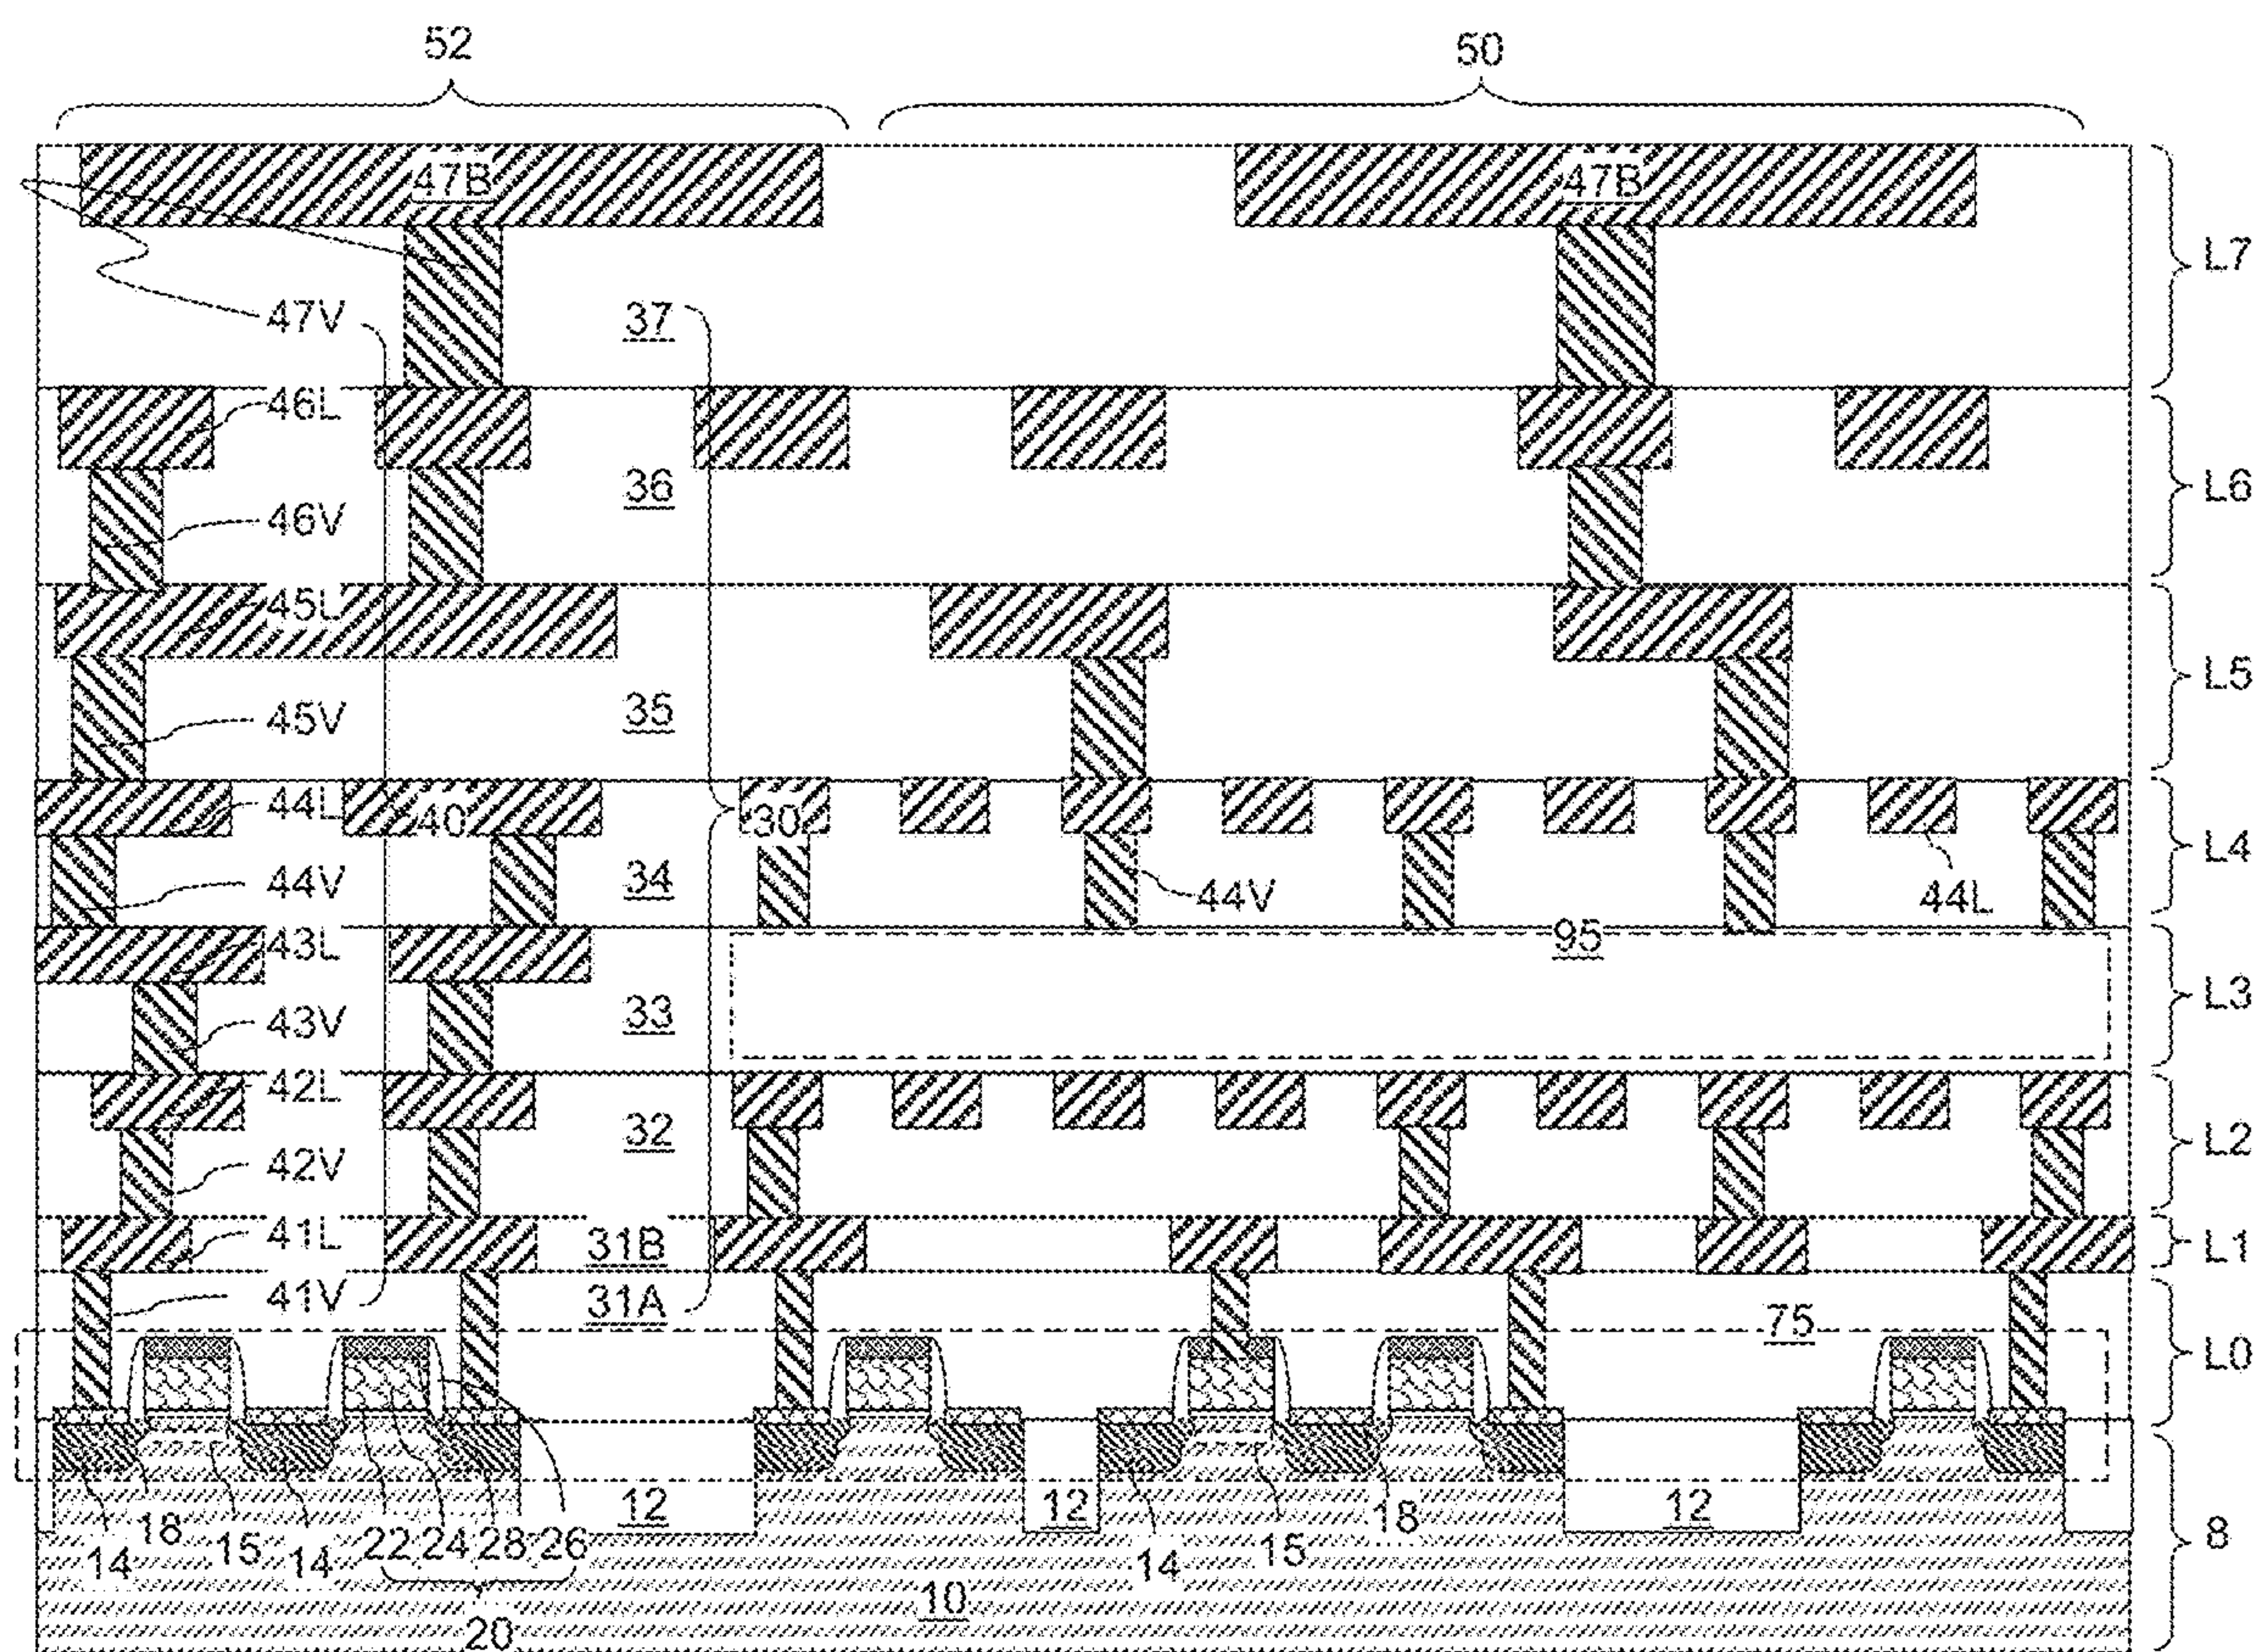 52 50
47B 47B
L7
47V 37
46L
36 L6
46V
45L
L5
45V 35
44L 40 30
L4
44V 34 44V 44L
43L 95
L3
43V 33
42L
32 L2
42V
41L 31B L1
41V 31A 75
L0
12 12 12
18 15 14 22 24 28 26 14 15 18 8
14
10
20